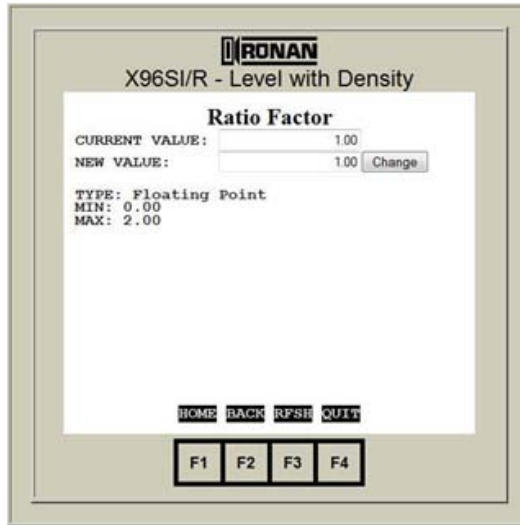 RONAN
X96SI/R - Level with Density
Ratio Factor
CURRENT VALUE: 1.00
NEW VALUE: 1.00 Change
TYPE: Floating Point
MIN: 0.00
MAX: 2.00
HOME BACK RFSH QUIT
F1 F2 F3 F4